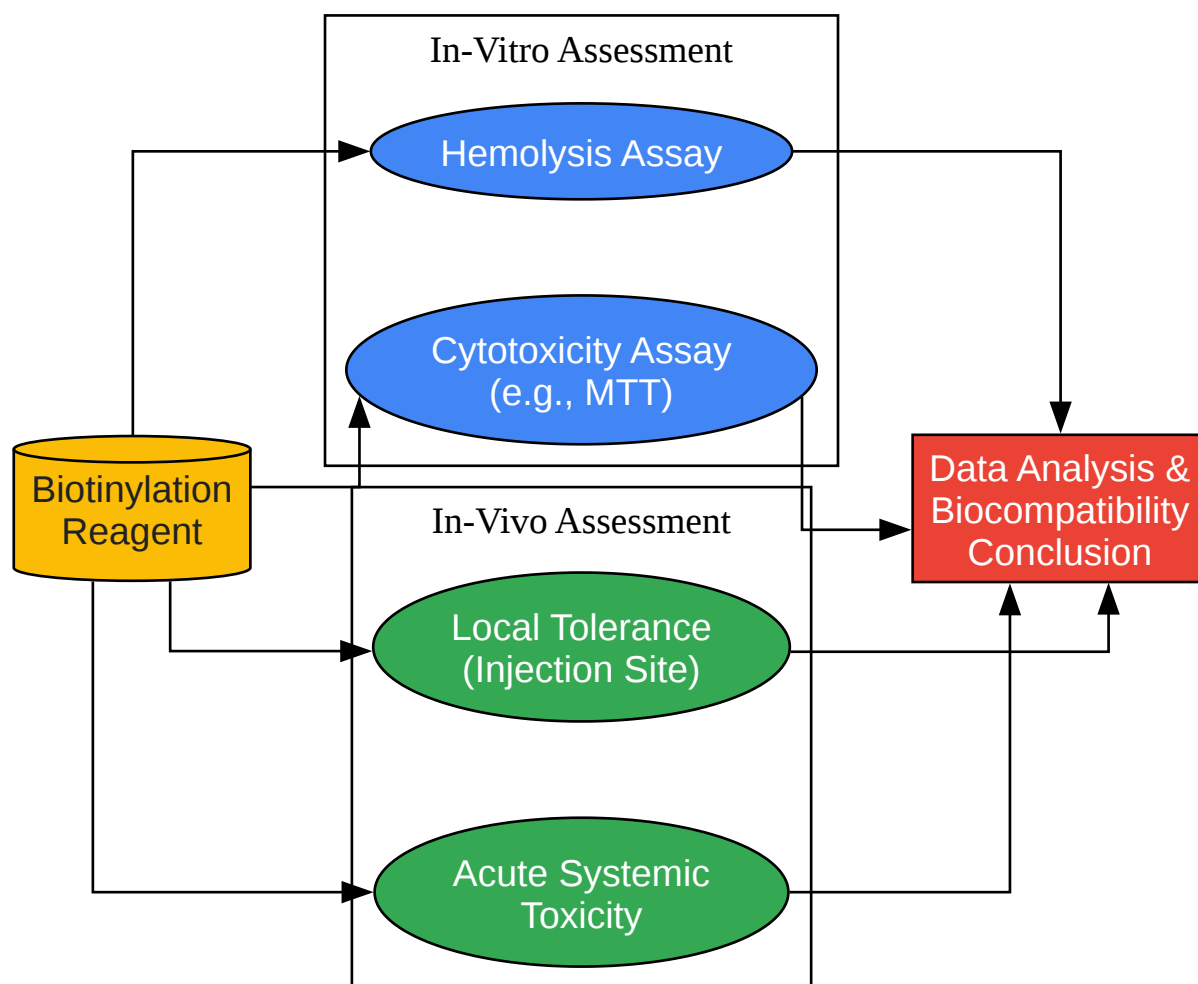 In-Vitro Assessment
Hemolysis Assay
Cytotoxicity Assay
(e.g., MTT)
Biotinylation
Reagent
Data Analysis &
Biocompatibility
Conclusion
In-Vivo Assessment
Local Tolerance
(Injection Site)
Acute Systemic
Toxicity